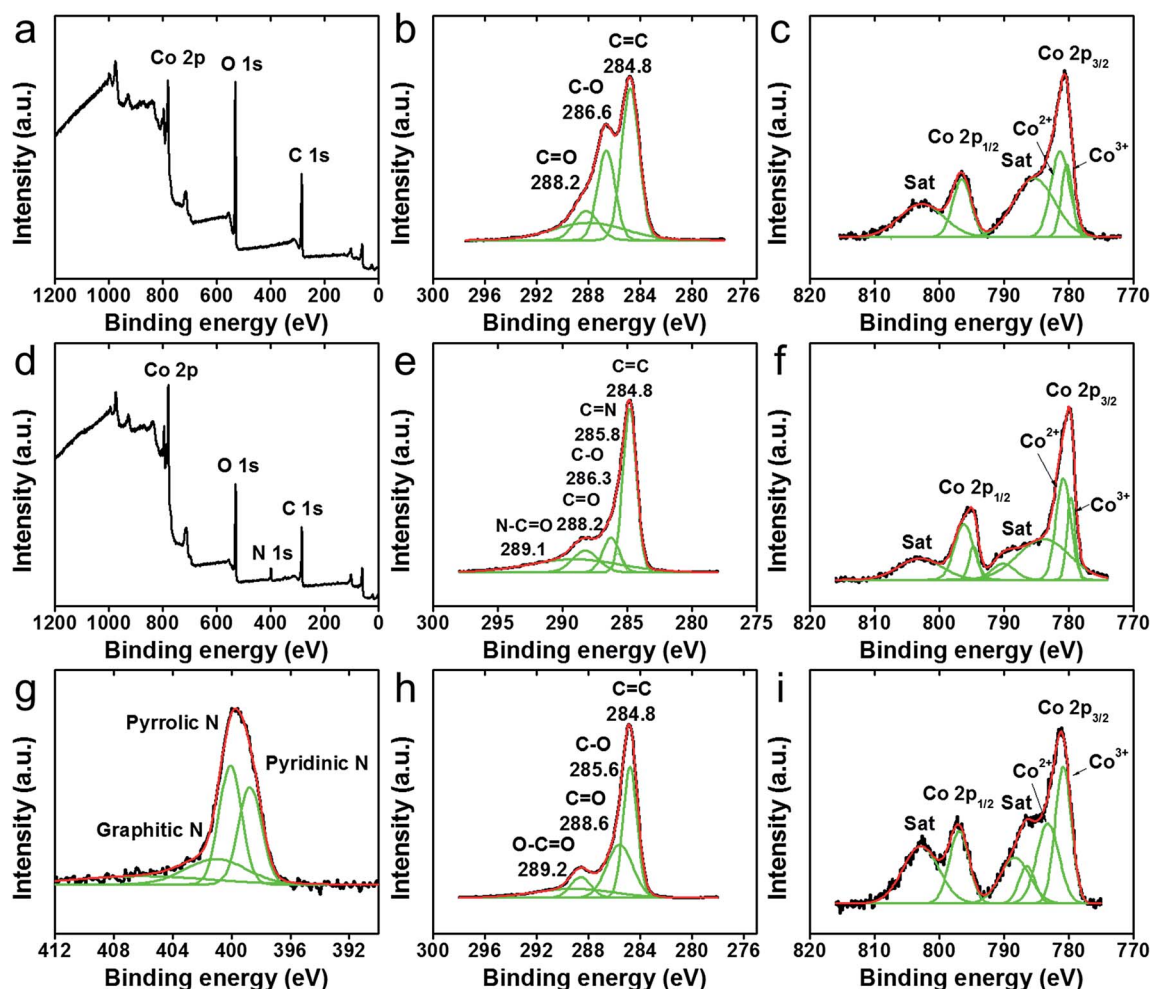 a
Co 2p
O 1s
C 1s
Intensity (a.u.)
1200 1000 800 600 400 200 0
Binding energy (eV)
b
C=C
284.8
C-O
286.6
C=O
288.2
Intensity (a.u.)
300 296 292 288 284 280 276
Binding energy (eV)
c
Co 2p3/2
Co2+
Co 2p1/2
Sat
Co3+
Sat
Intensity (a.u.)
820 810 800 790 780 770
Binding energy (eV)
d
Co 2p
O 1s
C 1s
N 1s
Intensity (a.u.)
1200 1000 800 600 400 200 0
Binding energy (eV)
e
C=C
284.8
C=N
285.8
C-O
286.3
C=O
288.2
N-C=O
289.1
Intensity (a.u.)
300 295 290 285 280 275
Binding energy (eV)
f
Co 2p3/2
Co2+
Co 2p1/2
Co3+
Sat
Sat
Intensity (a.u.)
820 810 800 790 780 770
Binding energy (eV)
g
Pyrrolic N
Pyridinic N
Graphitic N
Intensity (a.u.)
412 408 404 400 396 392
Binding energy (eV)
h
C=C
284.8
C-O
285.6
C=O
288.6
O-C=O
289.2
Intensity (a.u.)
300 295 290 285 280 275
Binding energy (eV)
i
Co 2p3/2
Co2+
Co3+
Co 2p1/2
Sat
Sat
Intensity (a.u.)
820 810 800 790 780 770
Binding energy (eV)